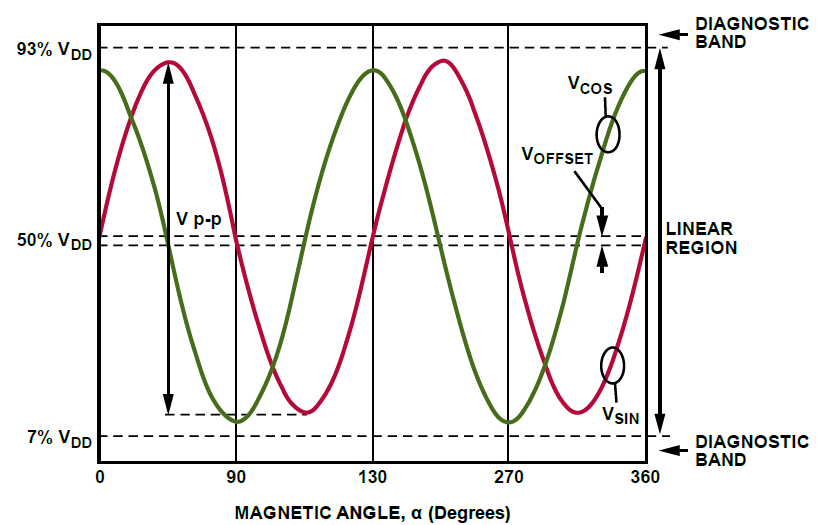 DIAGNOSTIC
BAND
93% VDD
VCOS
VOFFSET
V p-p
LINEAR
REGION
50% VDD
VSIN
7% VDD
DIAGNOSTIC
BAND
0 90 130 270 360
MAGNETIC ANGLE, α (Degrees)